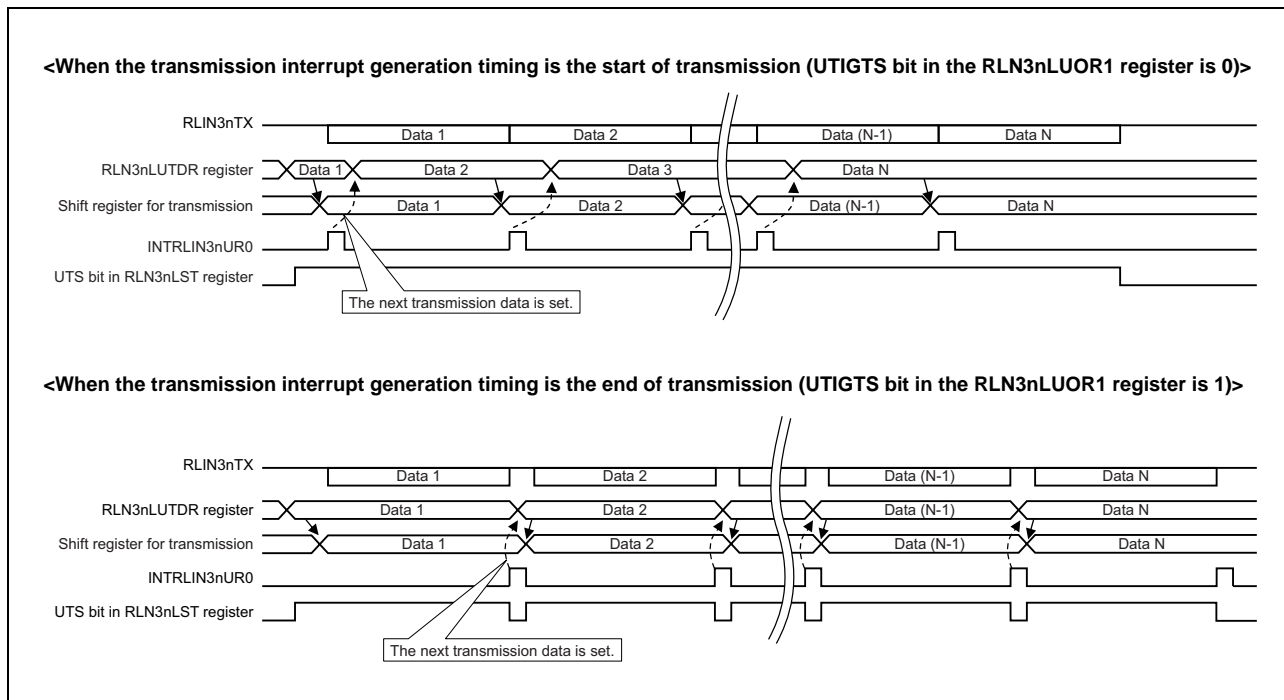 <When the transmission interrupt generation timing is the start of transmission (UTIGTS bit in the RLN3nLUOR1 register is 0)>
RLIN3nTX
Data 1
Data 2
Data (N-1)
Data N
RLN3nLUTDR register
Data 1
Data 2
Data 3
Data N
Shift register for transmission
Data 1
Data 2
Data (N-1)
Data N
INTRLIN3nUR0
UTS bit in RLN3nLST register
The next transmission data is set.
<When the transmission interrupt generation timing is the end of transmission (UTIGTS bit in the RLN3nLUOR1 register is 1)>
RLIN3nTX
Data 1
Data 2
Data (N-1)
Data N
RLN3nLUTDR register
Data 1
Data 2
Data (N-1)
Data N
Shift register for transmission
Data 1
Data 2
Data (N-1)
Data N
INTRLIN3nUR0
UTS bit in RLN3nLST register
The next transmission data is set.